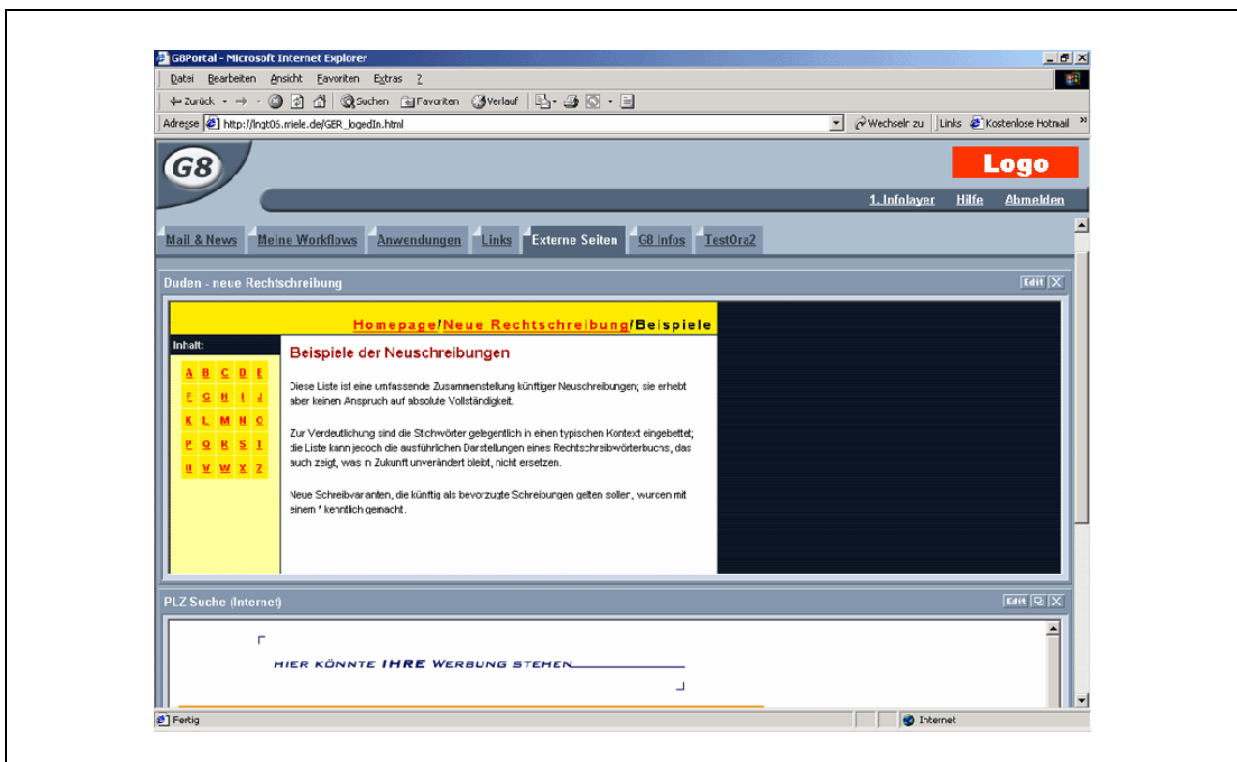 G8Portal - Microsoft Internet Explorer
Datei Bearbeiten Ansicht Favoriten Extras ?
Zurück Suchen Favoriten Verlauf
Adresse http://lngt05.miele.de/GER_logedIn.html Wechseln zu Links Kostenlose Hotmail »
G8
Logo
1. Infolayer Hilfe Abmelden
Mail & News Meine Workflows Anwendungen Links Externe Seiten G8 Infos TestOra2
Duden - neue Rechtschreibung Edit X
Homepage/Neue Rechtschreibung/Beispiele
Inhalt:
A B C D E
F G H I J
K L M N O
P Q R S T
U V W X Z
Beispiele der Neuschreibungen
Diese Liste ist eine umfassende Zusammenstellung künftiger Neuschreibungen; sie erhebt
aber keinen Anspruch auf absolute Vollständigkeit.
Zur Verdeutlichung sind die Stichwörter gelegentlich in einen typischen Kontext eingebettet;
die Liste kann jedoch die ausführlichen Darstellungen eines Rechtschreibwörterbuchs, das
auch zeigt, was in Zukunft unverändert bleibt, nicht ersetzen.
Neue Schreibvarianten, die künftig als bevorzugte Schreibungen gelten sollen, wurden mit
einem * kenntlich gemacht.
PLZ Suche (Internet) Edit X
HIER KÖNNTE IHRE WERBUNG STEHEN
Fertig Internet